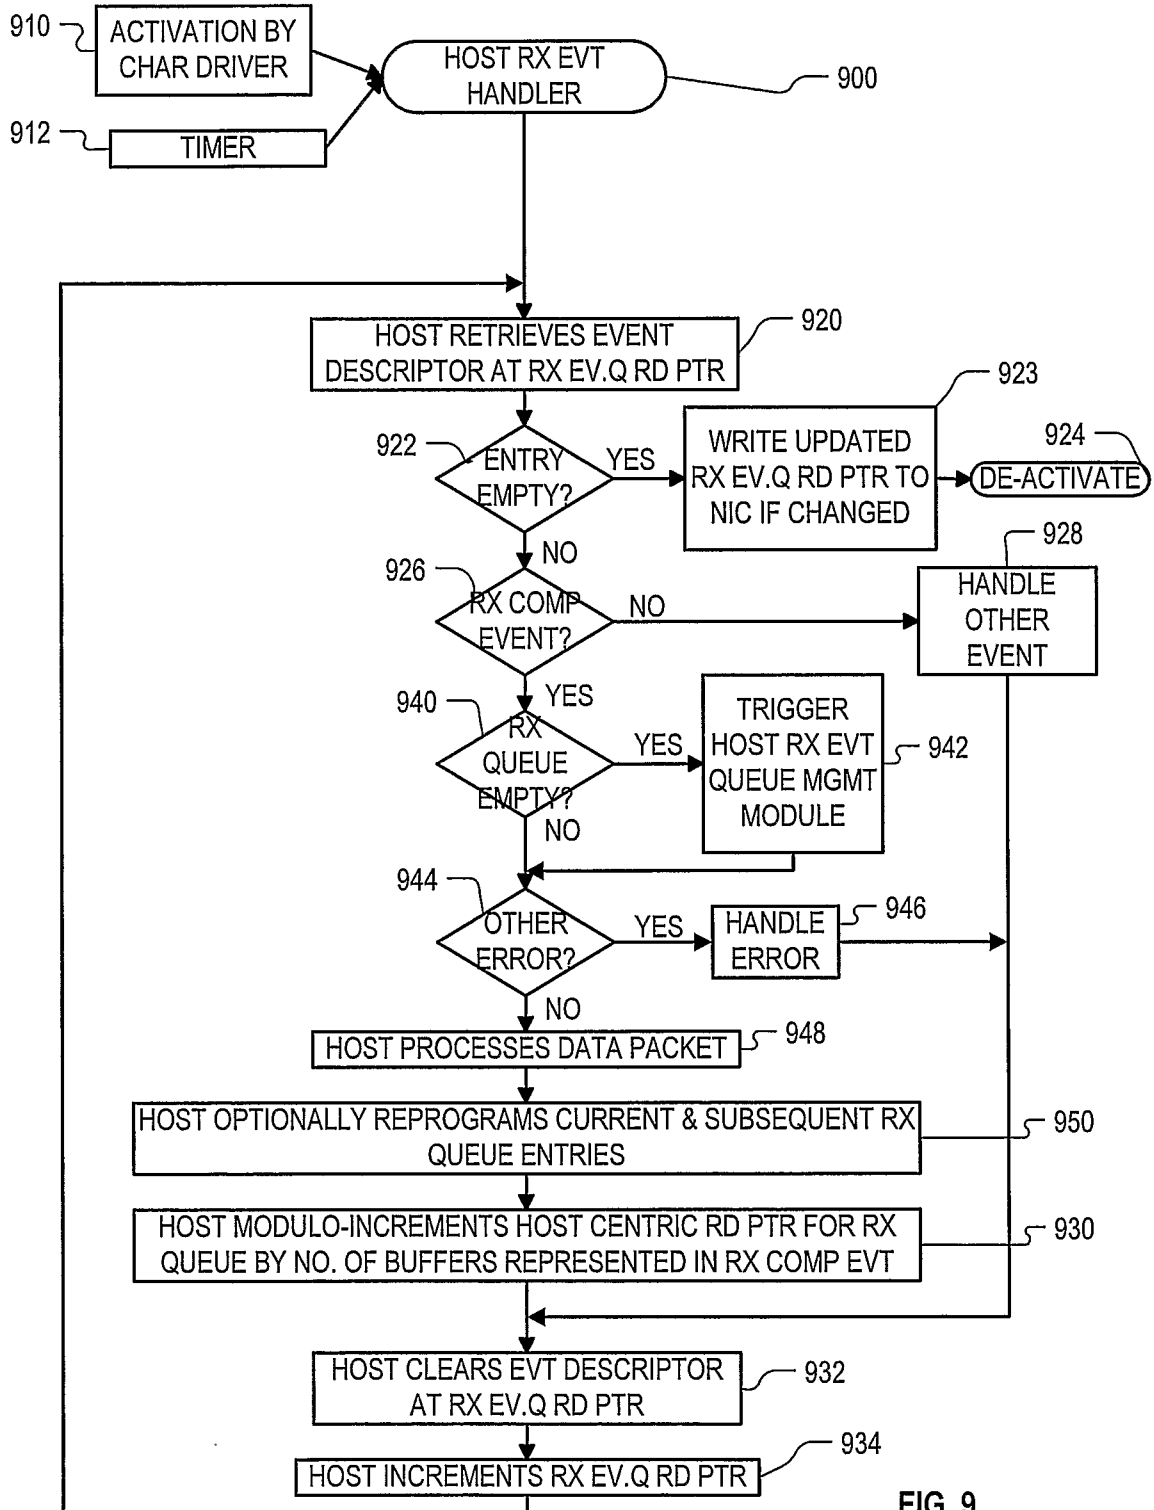 910
ACTIVATION BY
CHAR DRIVER
HOST RX EVT
HANDLER
900
912
TIMER
920
HOST RETRIEVES EVENT
DESCRIPTOR AT RX EV.Q RD PTR
923
922
ENTRY
EMPTY?
YES
WRITE UPDATED
RX EV.Q RD PTR TO
NIC IF CHANGED
924
DE-ACTIVATE
NO
926
RX COMP
EVENT?
NO
928
HANDLE
OTHER
EVENT
YES
940
RX
QUEUE
EMPTY?
YES
TRIGGER
HOST RX EVT
QUEUE MGMT
MODULE
942
NO
944
OTHER
ERROR?
YES
HANDLE
ERROR
946
NO
HOST PROCESSES DATA PACKET
948
HOST OPTIONALLY REPROGRAMS CURRENT & SUBSEQUENT RX
QUEUE ENTRIES
950
HOST MODULO-INCREMENTS HOST CENTRIC RD PTR FOR RX
QUEUE BY NO. OF BUFFERS REPRESENTED IN RX COMP EVT
930
HOST CLEARS EVT DESCRIPTOR
AT RX EV.Q RD PTR
932
934
HOST INCREMENTS RX EV.Q RD PTR
FIG. 9